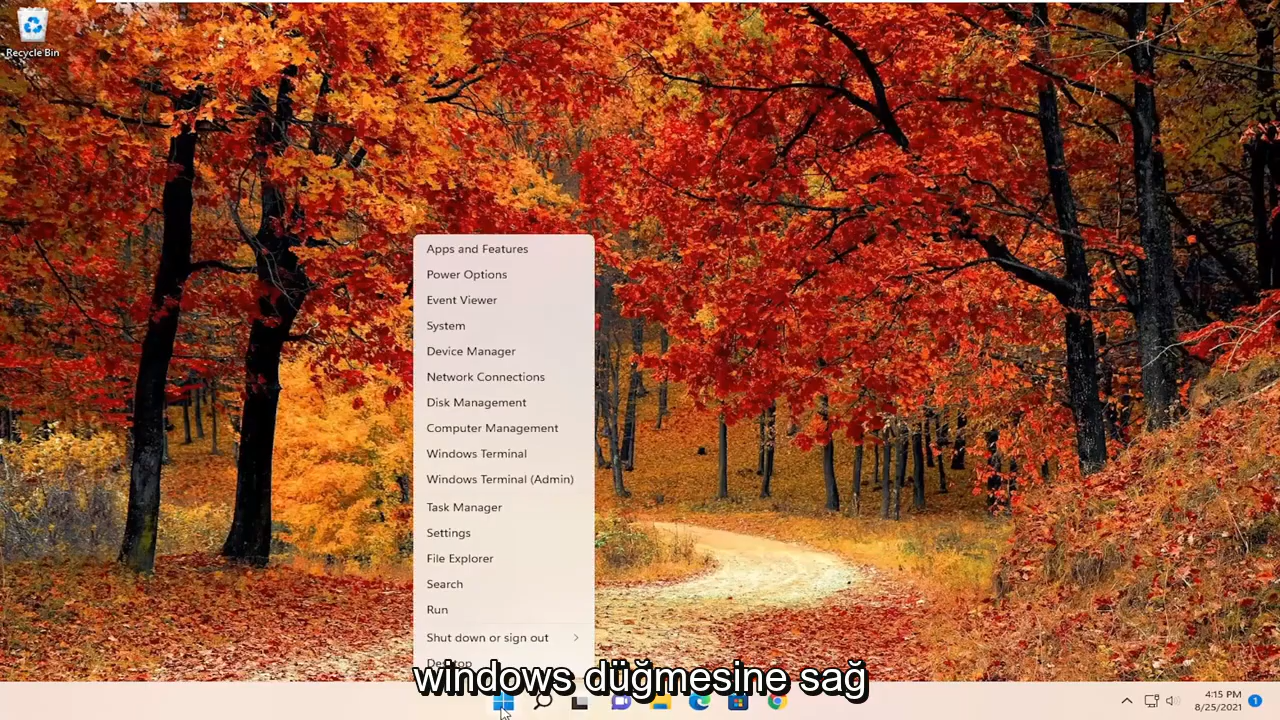 Recycle Bin
Apps and Features
Power Options
Event Viewer
System
Device Manager
Network Connections
Disk Management
Computer Management
Windows Terminal
Windows Terminal (Admin)
Task Manager
Settings
File Explorer
Search
Run
Shut down or sign out
Desktop
windows düğmesine sağ
4:15 PM
8/25/2021
1